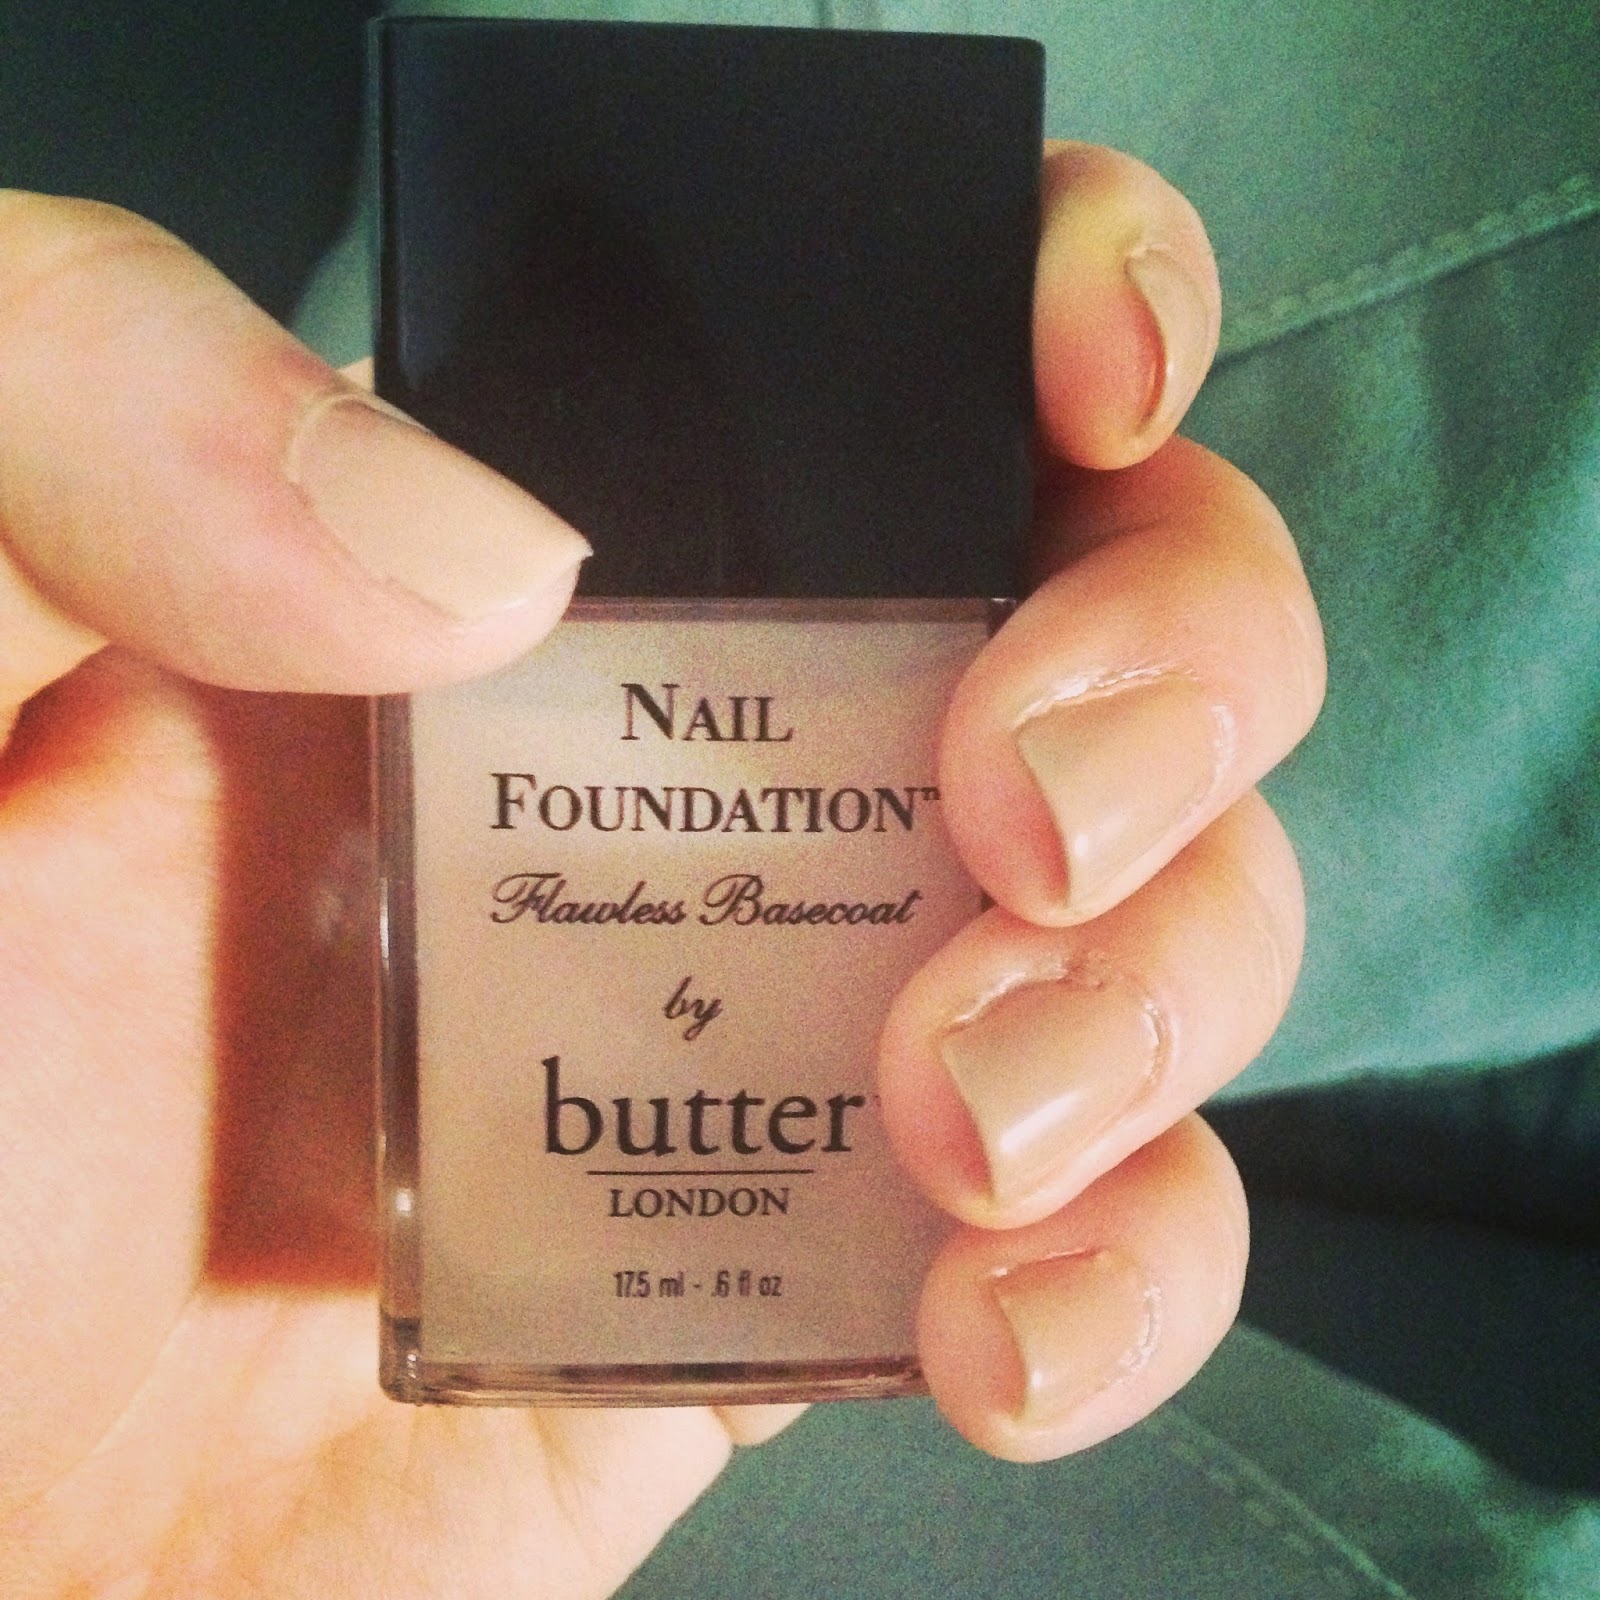 NAIL
FOUNDATION™
Flawless Basecoat
by
butter
LONDON
17.5 ml - .6 fl oz